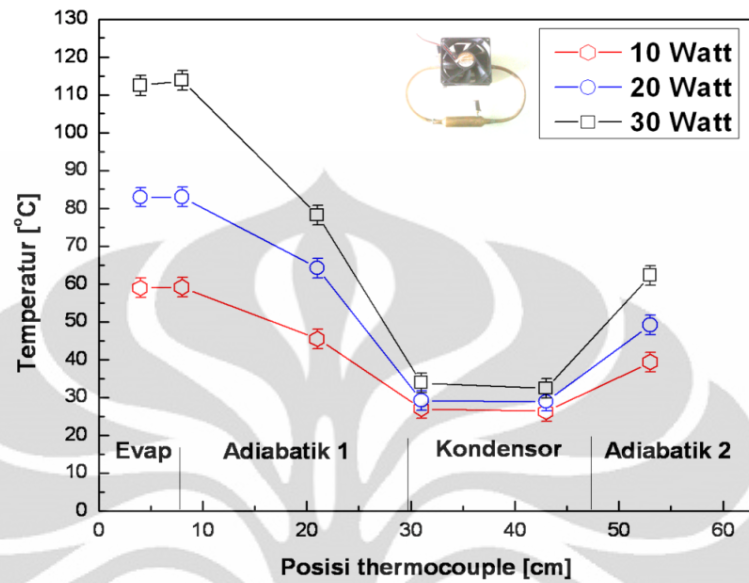 130
120
110
100
90
80
70
60
50
40
30
20
10
0
Temperatur [°C]
10 Watt
20 Watt
30 Watt
Evap
Adiabatik 1
Kondensor
Adiabatik 2
0 10 20 30 40 50 60
Posisi thermocouple [cm]